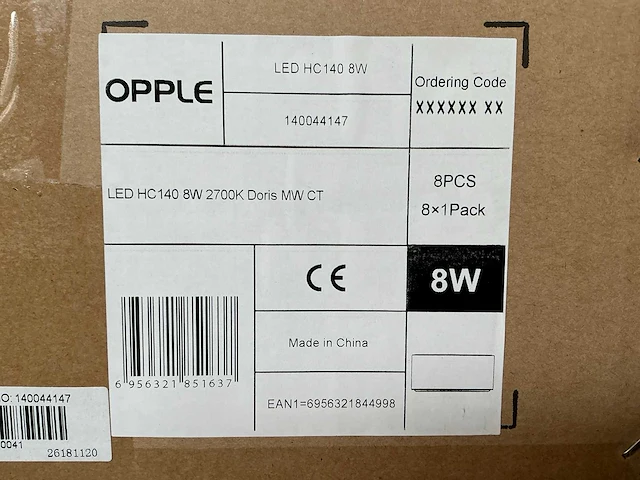 OPPLE
LED HC140 8W
140044147
Ordering Code
XXXXXX XX
LED HC140 8W 2700K Doris MW CT
8PCS
8×1Pack
CE
8W
6 956321 851637
Made in China
EAN1=6956321844998
O: 140044147
0041
26181120